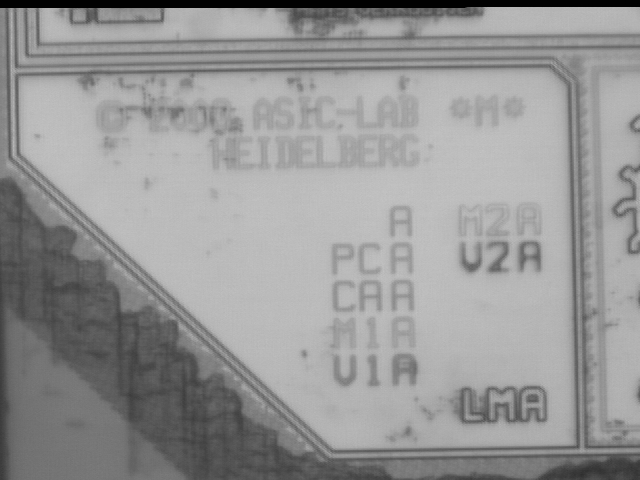 © 2000, ASIC-LAB *M*
HEIDELBERG
A M2A
PCA V2A
CAA
M1A
V1A
LMA